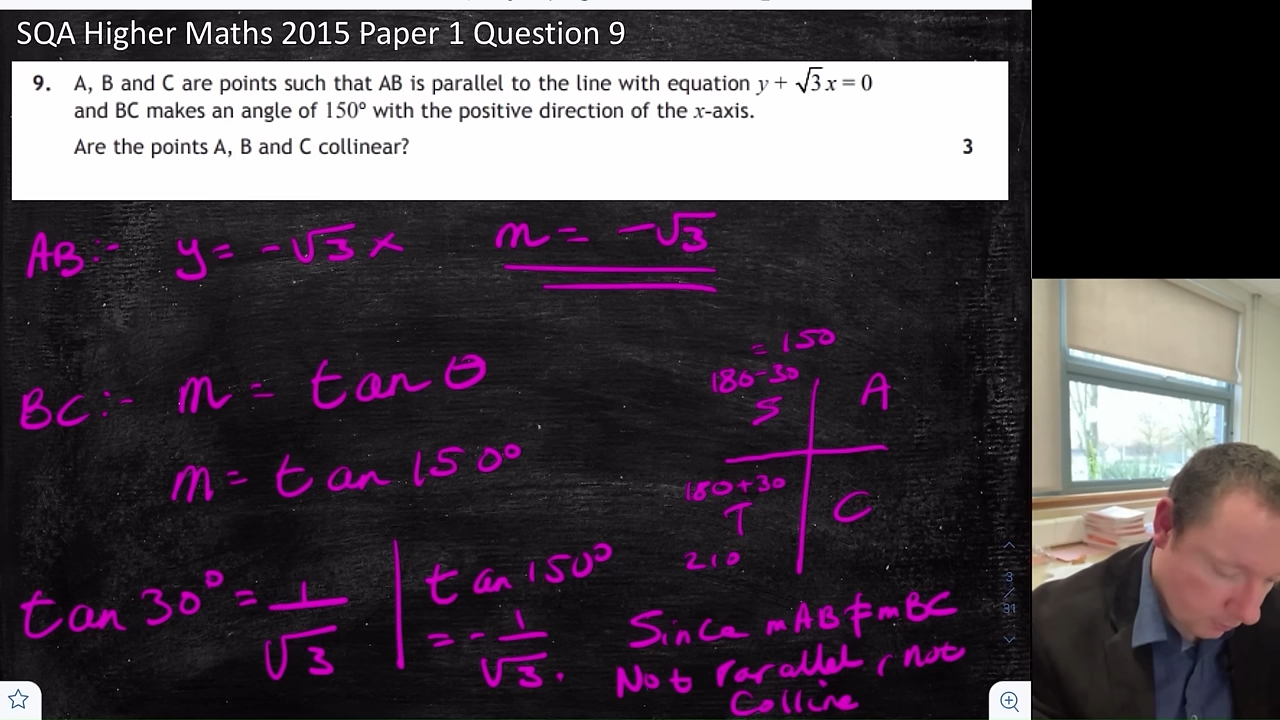 SQA Higher Maths 2015 Paper 1 Question 9
9. A, B and C are points such that AB is parallel to the line with equation y + √3 x = 0
and BC makes an angle of 150° with the positive direction of the x-axis.
Are the points A, B and C collinear? 3
AB:- y = -√3 x m = -√3
BC:- m = tan θ
m = tan 150°
= 150
180-30
S A
180+30
T C
210
tan 30° = 1/√3
tan 150°
= - 1/√3.
Since mAB ≠ mBC
Not Parallel, not
Colline
3
/
31